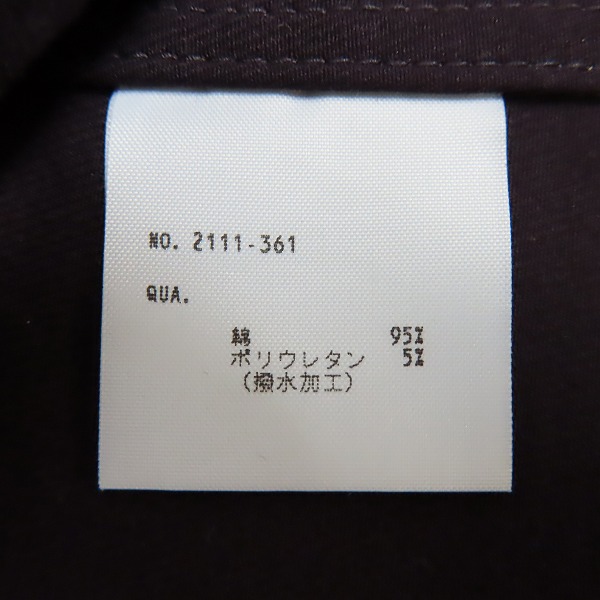 NO. 2111-361
QUA.
綿 95%
ポリウレタン 5%
(撥水加工)